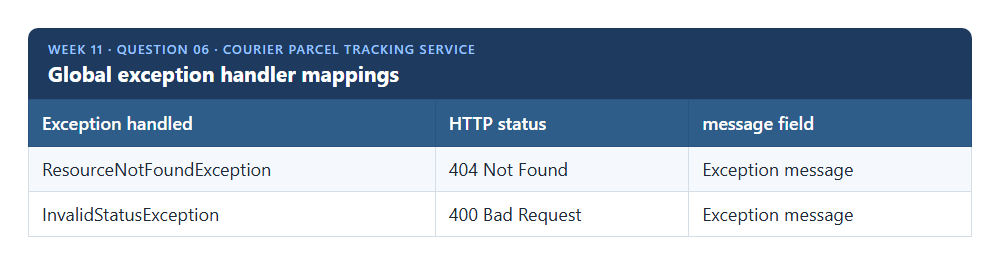 WEEK 11 · QUESTION 06 · COURIER PARCEL TRACKING SERVICE
Global exception handler mappings
Exception handled HTTP status message field
ResourceNotFoundException 404 Not Found Exception message
InvalidStatusException 400 Bad Request Exception message